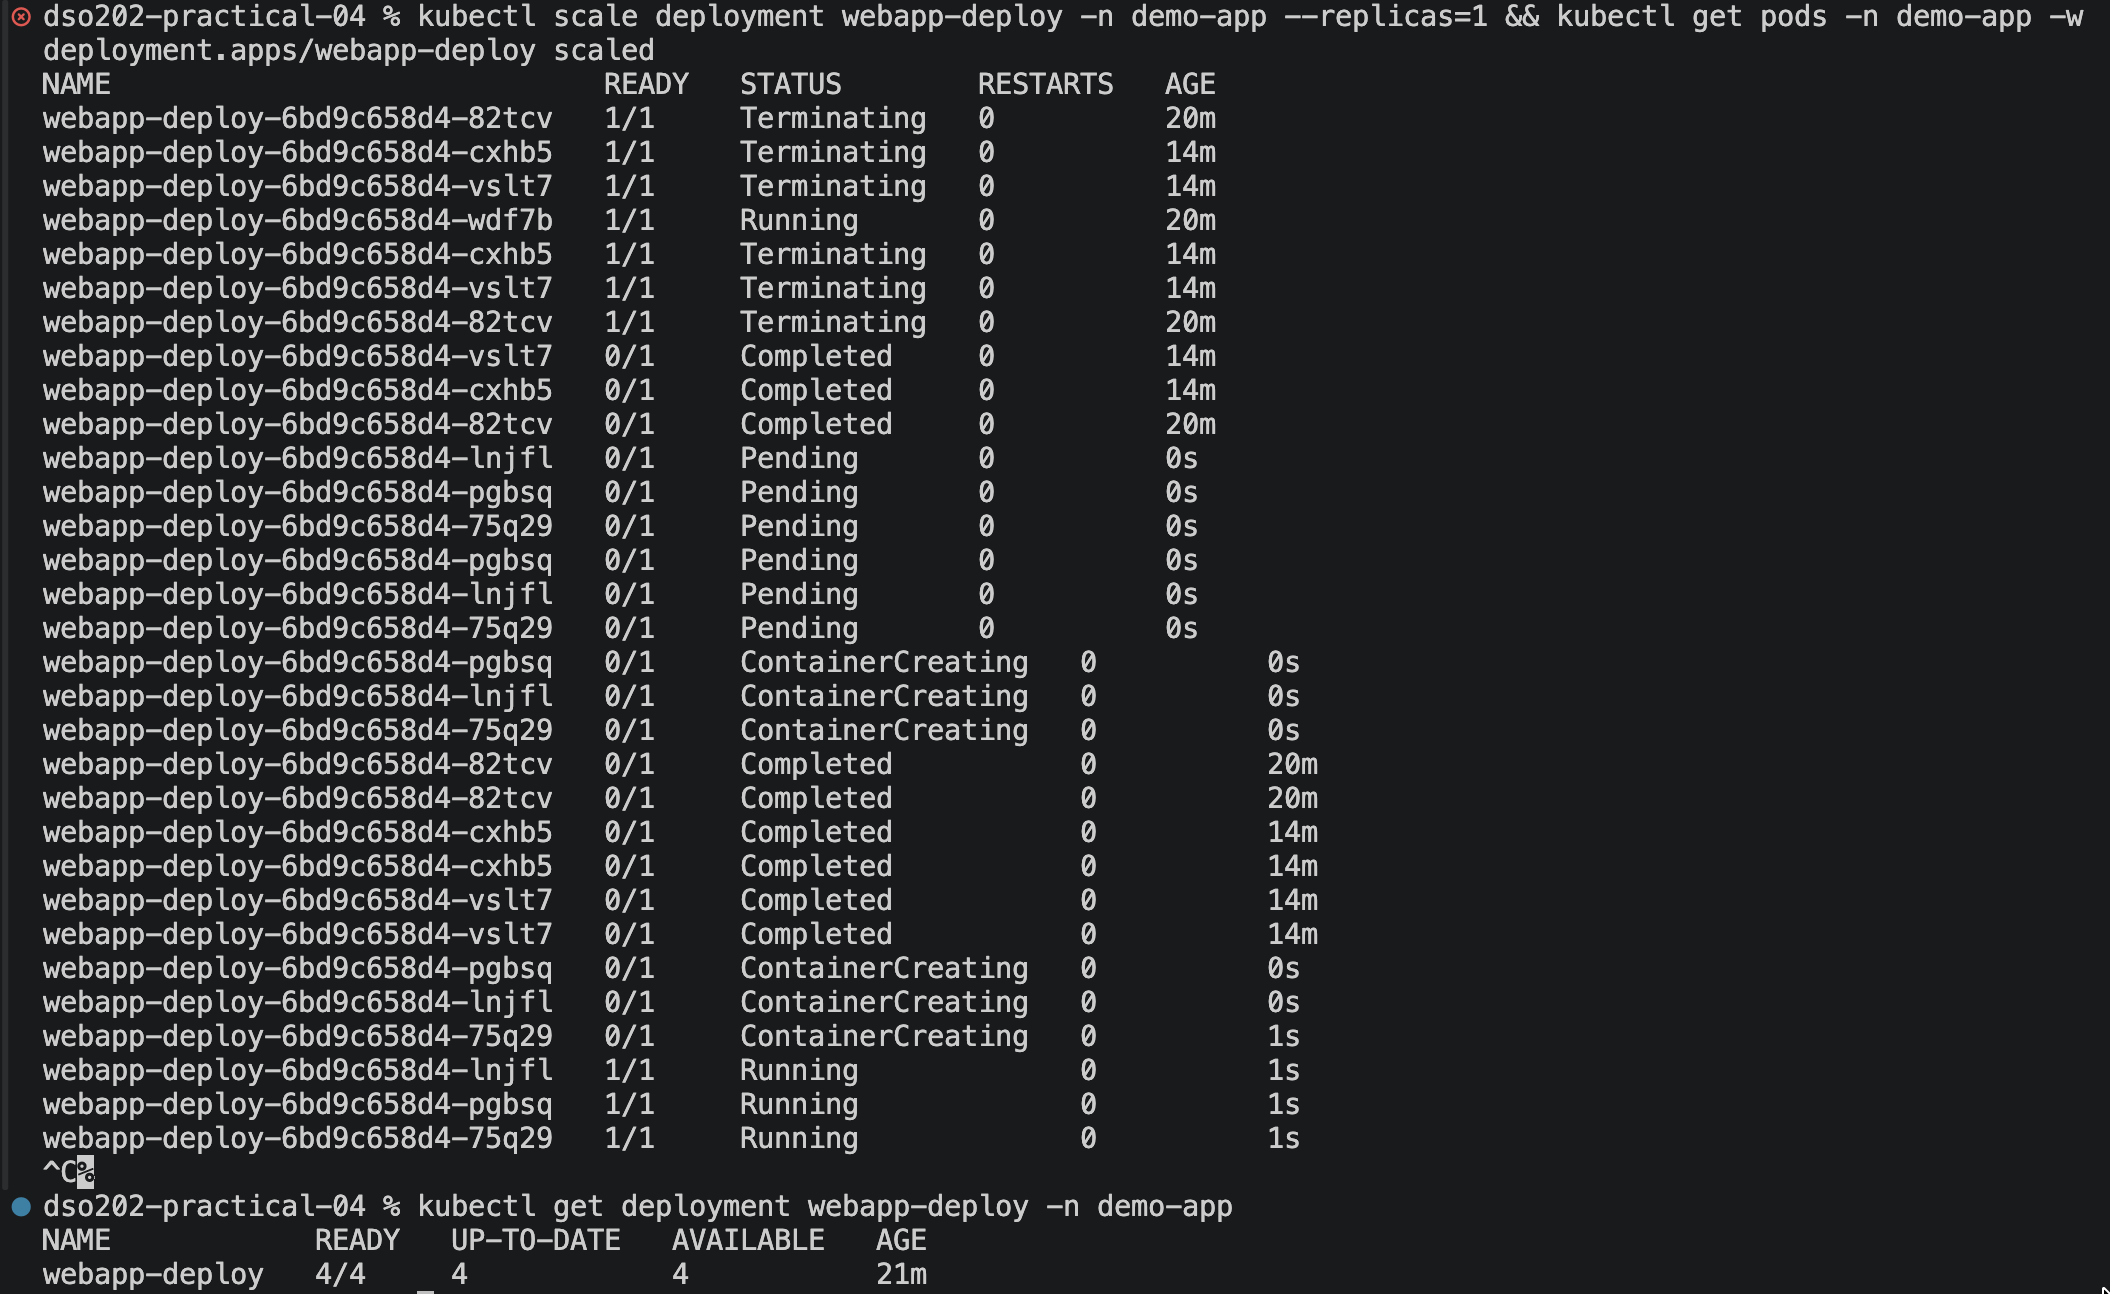 dso202-practical-04 % kubectl scale deployment webapp-deploy -n demo-app --replicas=1 && kubectl get pods -n demo-app -w
deployment.apps/webapp-deploy scaled
NAME                             READY   STATUS        RESTARTS   AGE
webapp-deploy-6bd9c658d4-82tcv   1/1     Terminating   0          20m
webapp-deploy-6bd9c658d4-cxhb5   1/1     Terminating   0          14m
webapp-deploy-6bd9c658d4-vslt7   1/1     Terminating   0          14m
webapp-deploy-6bd9c658d4-wdf7b   1/1     Running       0          20m
webapp-deploy-6bd9c658d4-cxhb5   1/1     Terminating   0          14m
webapp-deploy-6bd9c658d4-vslt7   1/1     Terminating   0          14m
webapp-deploy-6bd9c658d4-82tcv   1/1     Terminating   0          20m
webapp-deploy-6bd9c658d4-vslt7   0/1     Completed     0          14m
webapp-deploy-6bd9c658d4-cxhb5   0/1     Completed     0          14m
webapp-deploy-6bd9c658d4-82tcv   0/1     Completed     0          20m
webapp-deploy-6bd9c658d4-lnjfl   0/1     Pending       0          0s
webapp-deploy-6bd9c658d4-pgbsq   0/1     Pending       0          0s
webapp-deploy-6bd9c658d4-75q29   0/1     Pending       0          0s
webapp-deploy-6bd9c658d4-pgbsq   0/1     Pending       0          0s
webapp-deploy-6bd9c658d4-lnjfl   0/1     Pending       0          0s
webapp-deploy-6bd9c658d4-75q29   0/1     Pending       0          0s
webapp-deploy-6bd9c658d4-pgbsq   0/1     ContainerCreating   0          0s
webapp-deploy-6bd9c658d4-lnjfl   0/1     ContainerCreating   0          0s
webapp-deploy-6bd9c658d4-75q29   0/1     ContainerCreating   0          0s
webapp-deploy-6bd9c658d4-82tcv   0/1     Completed           0          20m
webapp-deploy-6bd9c658d4-82tcv   0/1     Completed           0          20m
webapp-deploy-6bd9c658d4-cxhb5   0/1     Completed           0          14m
webapp-deploy-6bd9c658d4-cxhb5   0/1     Completed           0          14m
webapp-deploy-6bd9c658d4-vslt7   0/1     Completed           0          14m
webapp-deploy-6bd9c658d4-vslt7   0/1     Completed           0          14m
webapp-deploy-6bd9c658d4-pgbsq   0/1     ContainerCreating   0          0s
webapp-deploy-6bd9c658d4-lnjfl   0/1     ContainerCreating   0          0s
webapp-deploy-6bd9c658d4-75q29   0/1     ContainerCreating   0          1s
webapp-deploy-6bd9c658d4-lnjfl   1/1     Running             0          1s
webapp-deploy-6bd9c658d4-pgbsq   1/1     Running             0          1s
webapp-deploy-6bd9c658d4-75q29   1/1     Running             0          1s
^C%
dso202-practical-04 % kubectl get deployment webapp-deploy -n demo-app
NAME            READY   UP-TO-DATE   AVAILABLE   AGE
webapp-deploy   4/4     4            4           21m